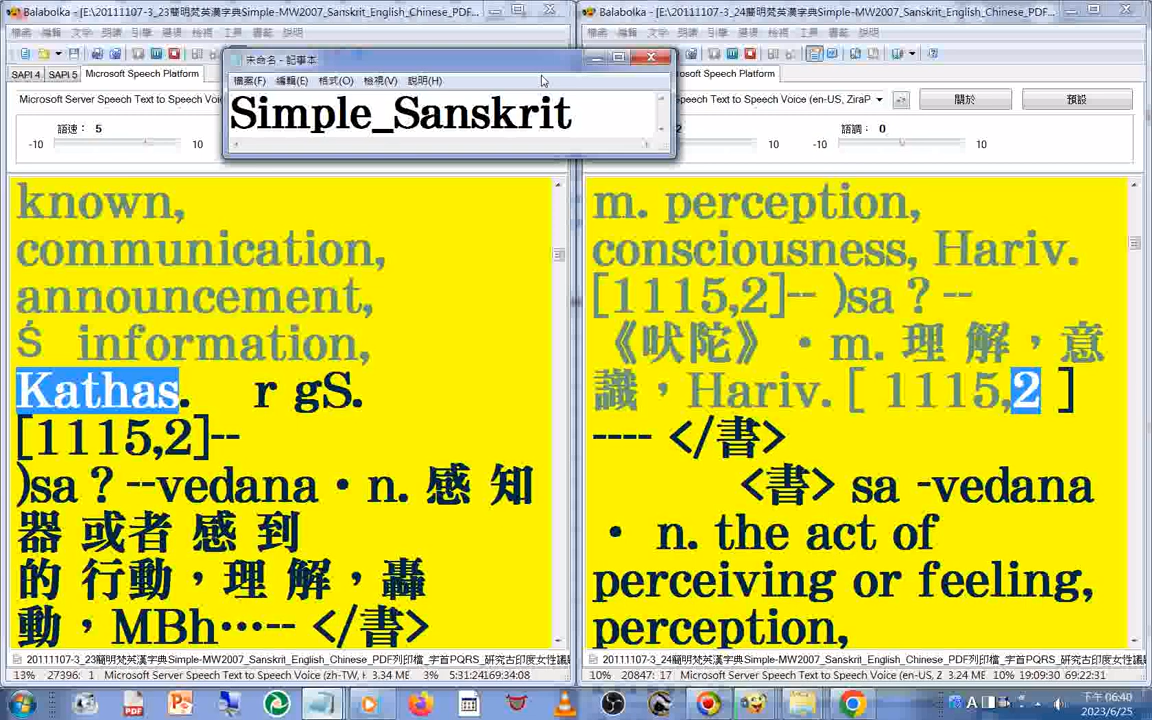 Balabolka - [E:\20111107-3_23簡明梵英漢字典Simple-MW2007_Sanskrit_English_Chinese_PDF...
SAPI 4 SAPI 5 Microsoft Speech Platform
Microsoft Server Speech Text to Speech Voi
語速： 5
-10 10
known,
communication,
announcement,
Ś information,
Kathas. r gS.
[1115,2]--
)sa？--vedana・n. 感 知
器 或者 感 到
的 行動，理 解，轟
動，MBh…-- </書>
20111107-3_23簡明梵英漢字典Simple-MW2007_Sanskrit_English_Chinese_PDF列印檔_字首PQRS_研究古印度女性議
13% 27396: 1 Microsoft Server Speech Text to Speech Voice (zh-TW, H 3.34 ME 3% 5:31:24|169:34:08
未命名 - 記事本
檔案(F) 編輯(E) 格式(O) 檢視(V) 說明(H)
Simple_Sanskrit
Balabolka - [E:\20111107-3_24簡明梵英漢字典Simple-MW2007_Sanskrit_English_Chinese_PDF...
Speech Platform
eech Text to Speech Voice (en-US, ZiraP
關於
預設
2
10
語調： 0
-10 10
m. perception,
consciousness, Hariv.
[1115,2]-- )sa？--
《吠陀》・m. 理 解，意
識，Hariv. [ 1115,2 ]
---- </書>
<書> sa -vedana
・ n. the act of
perceiving or feeling,
perception,
20111107-3_24簡明梵英漢字典Simple-MW2007_Sanskrit_English_Chinese_PDF列印檔_字首PQRS_研究古印度女性議
10% 20847: 17 Microsoft Server Speech Text to Speech Voice (en-US, Z 3.24 ME 10% 19:09:30|69:22:31
下午 06:40
2023/6/25